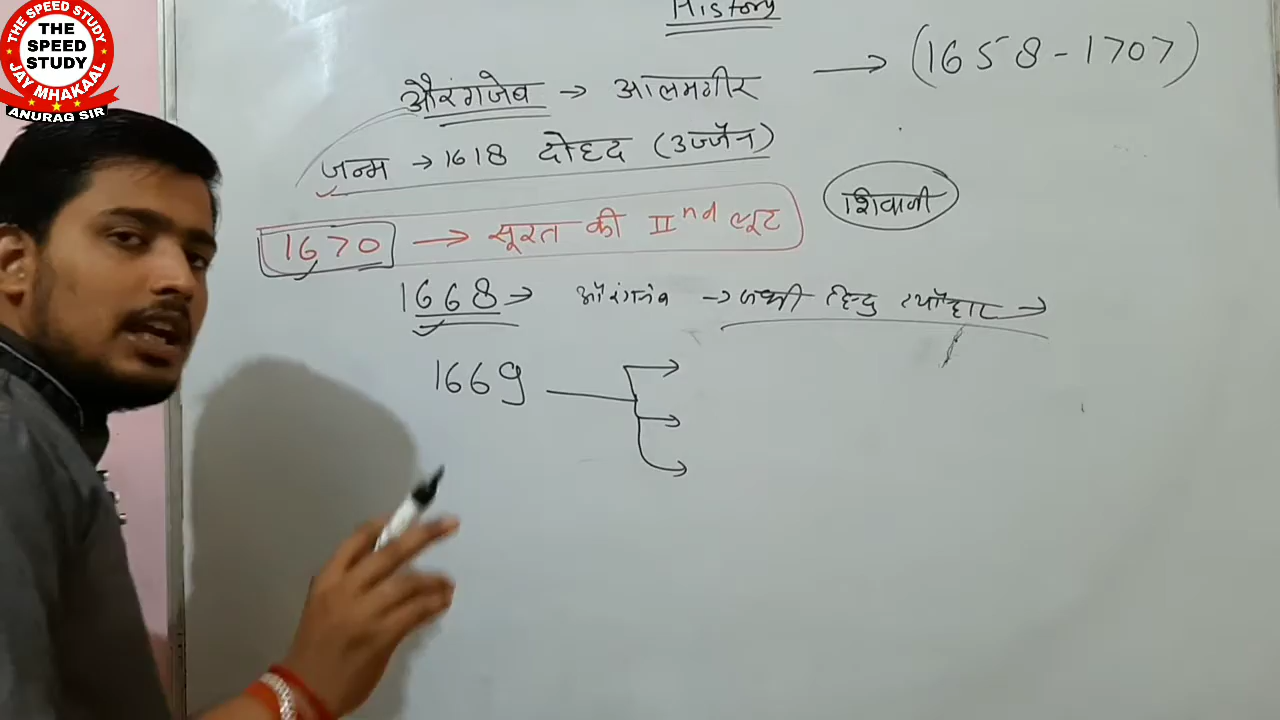 THE SPEED STUDY
THE
SPEED
STUDY
JAY MHAKAAL
ANURAG SIR
History
औरंगजेब → आलमगीर → (1658-1707)
जन्म → 1618 दोहद (उज्जैन)
शिवाजी
1670 → सूरत की IInd लूट
1668 → औरंगजेब → सभी हिन्दु त्यौहार →
1669